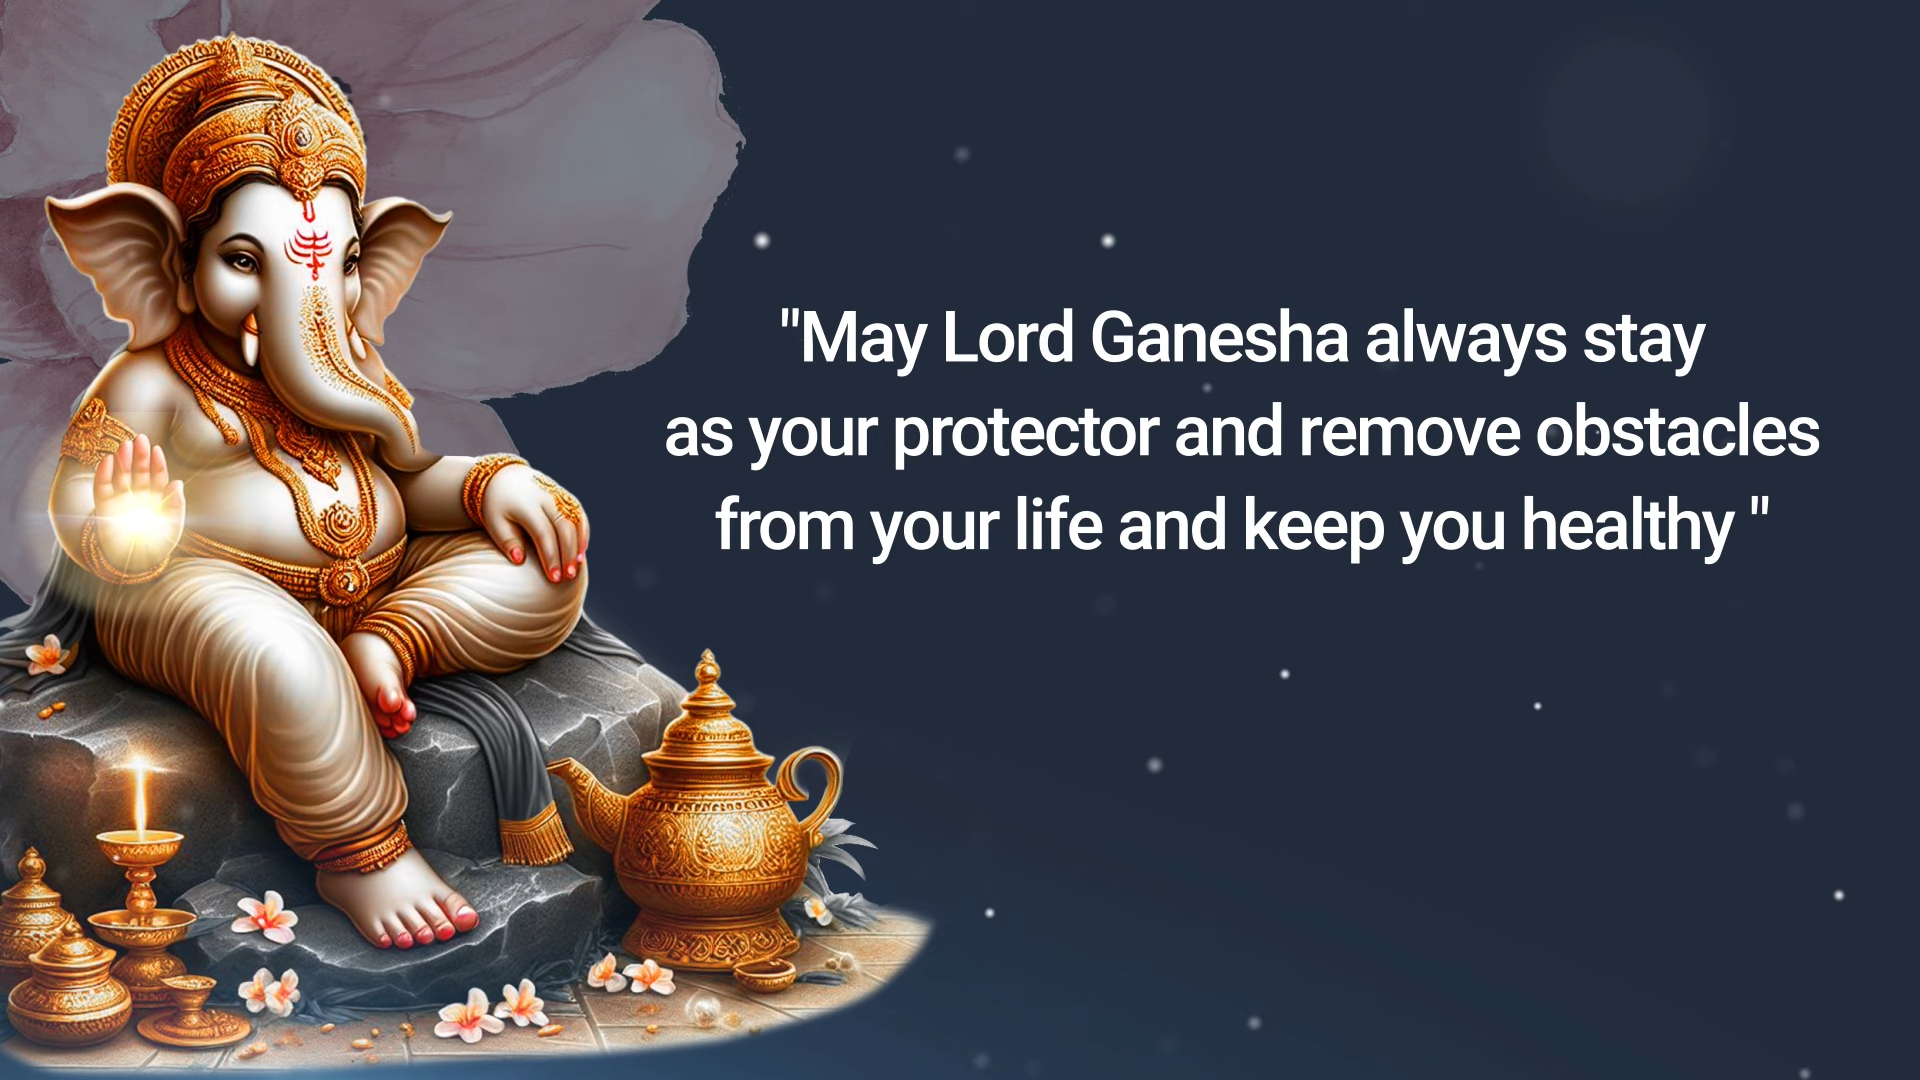 "May Lord Ganesha always stay
as your protector and remove obstacles
from your life and keep you healthy "